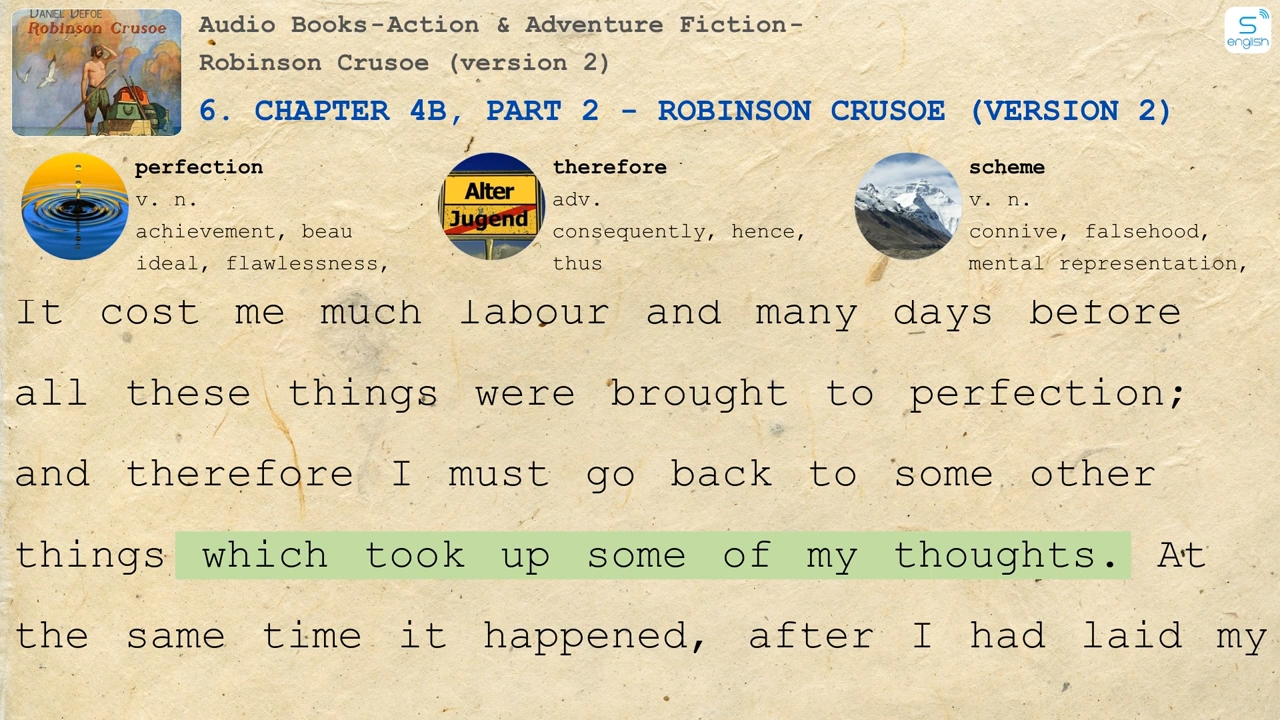 DANIEL DEFOE
Robinson Crusoe
Audio Books-Action & Adventure Fiction-
Robinson Crusoe (version 2)
S
english
6. CHAPTER 4B, PART 2 - ROBINSON CRUSOE (VERSION 2)
perfection
v. n.
achievement, beau
ideal, flawlessness,
Alter
Jugend
therefore
adv.
consequently, hence,
thus
scheme
v. n.
connive, falsehood,
mental representation,
It cost me much labour and many days before
all these things were brought to perfection;
and therefore I must go back to some other
things which took up some of my thoughts. At
the same time it happened, after I had laid my